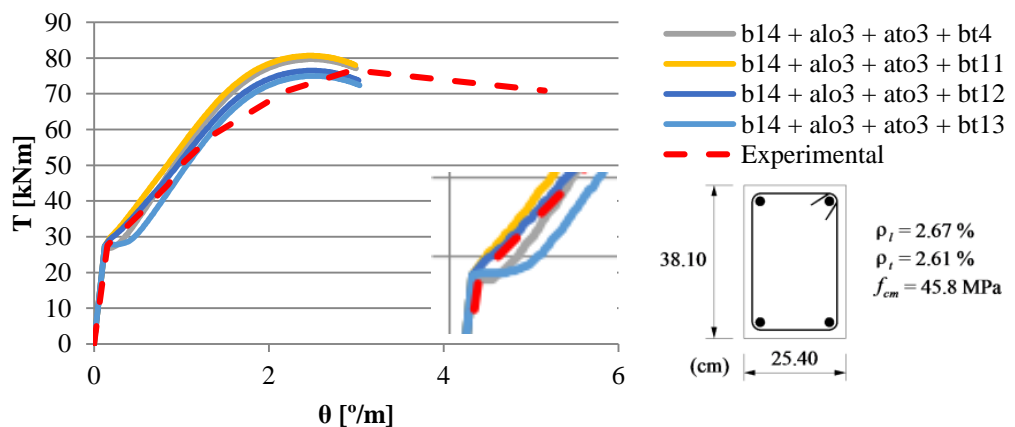 90
80
70
60
50
40
30
20
10
0
T [kNm]
0
2
4
6
θ [º/m]
b14 + alo3 + ato3 + bt4
b14 + alo3 + ato3 + bt11
b14 + alo3 + ato3 + bt12
b14 + alo3 + ato3 + bt13
Experimental
38.10
(cm)
25.40
ρl = 2.67 %
ρt = 2.61 %
fcm = 45.8 MPa